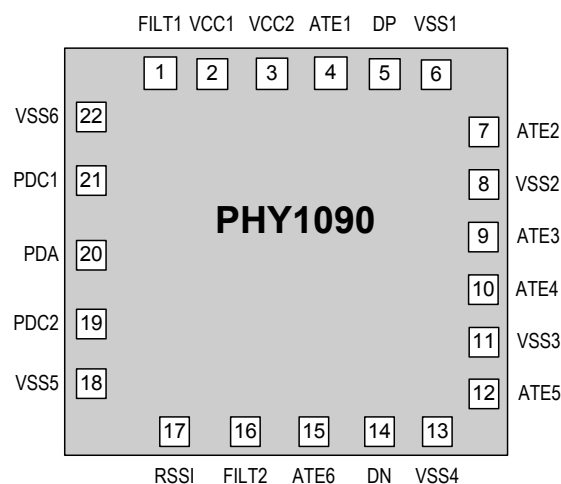 FILT1 VCC1 VCC2 ATE1 DP VSS1
1 2 3 4 5 6
VSS6 22
7 ATE2
PDC1 21
8 VSS2
PHY1090
9 ATE3
PDA 20
10 ATE4
PDC2 19
11 VSS3
VSS5 18
12 ATE5
17 16 15 14 13
RSSI FILT2 ATE6 DN VSS4